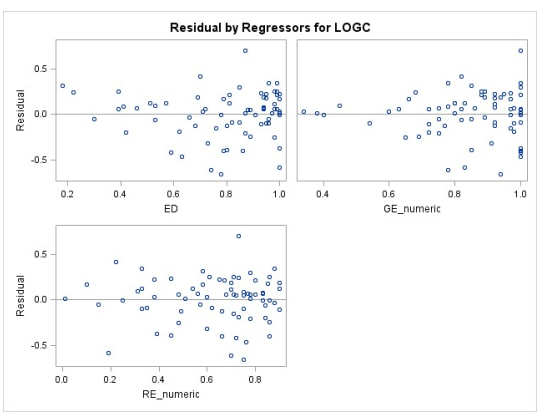 Residual by Regressors for LOGC
Residual
0.5
0.0
-0.5
0.2 0.4 0.6 0.8 1.0
ED
0.4 0.6 0.8 1.0
GE_numeric
Residual
0.5
0.0
-0.5
0.0 0.2 0.4 0.6 0.8
RE_numeric